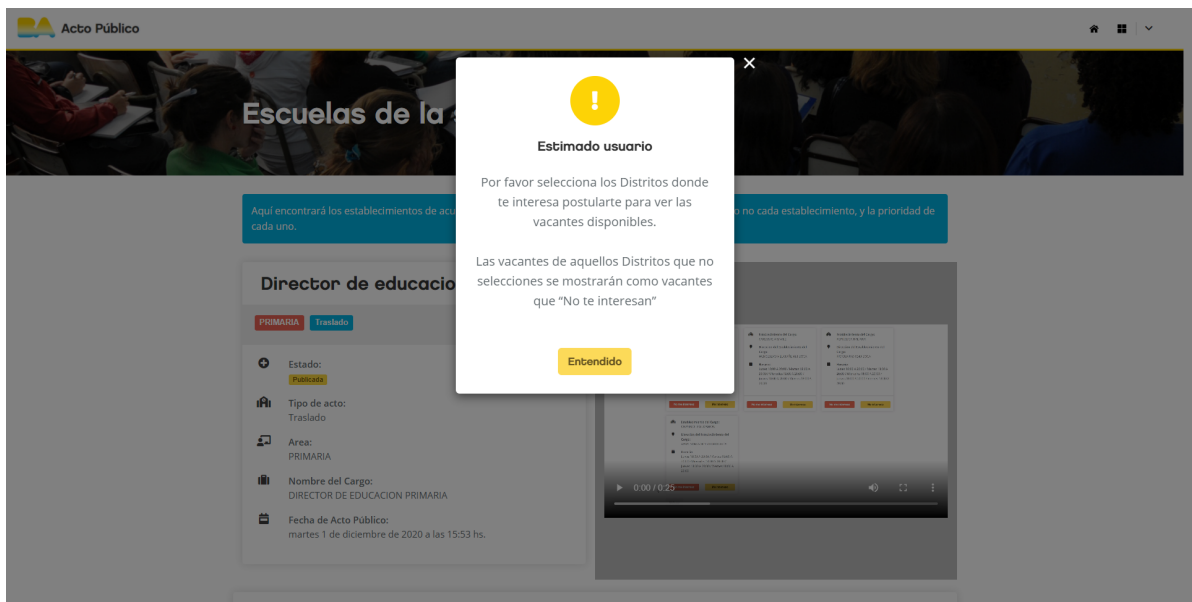 BA Acto Público
Escuelas de la
×
!
Estimado usuario
Por favor selecciona los Distritos donde
te interesa postularte para ver las
vacantes disponibles.
Las vacantes de aquellos Distritos que no
selecciones se mostrarán como vacantes
que “No te interesan”
Entendido
Aquí encontrará los establecimientos de acu
o no cada establecimiento, y la prioridad de
cada uno.
Director de educacio
PRIMARIA Traslado
Estado:
Publicada
Tipo de acto:
Traslado
Area:
PRIMARIA
Nombre del Cargo:
DIRECTOR DE EDUCACION PRIMARIA
Fecha de Acto Público:
martes 1 de diciembre de 2020 a las 15:53 hs.
0:00 / 0:25